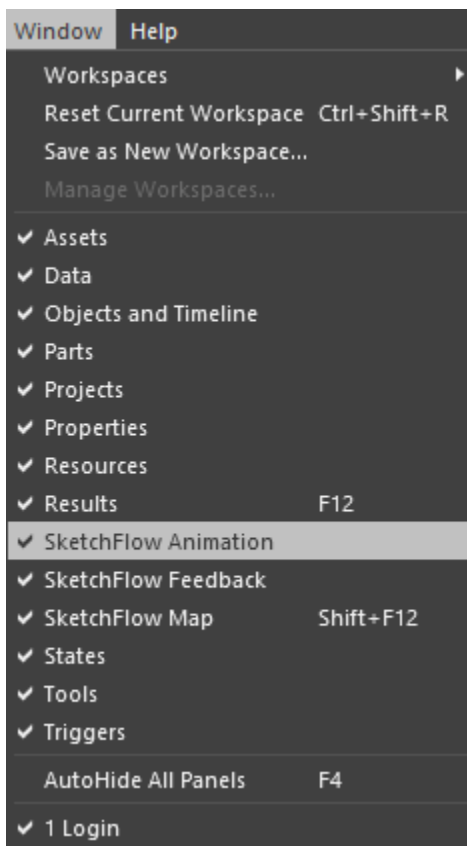 Window Help
Workspaces
Reset Current Workspace Ctrl+Shift+R
Save as New Workspace...
Manage Workspaces...
Assets
Data
Objects and Timeline
Parts
Projects
Properties
Resources
Results F12
SketchFlow Animation
SketchFlow Feedback
SketchFlow Map Shift+F12
States
Tools
Triggers
AutoHide All Panels F4
1 Login